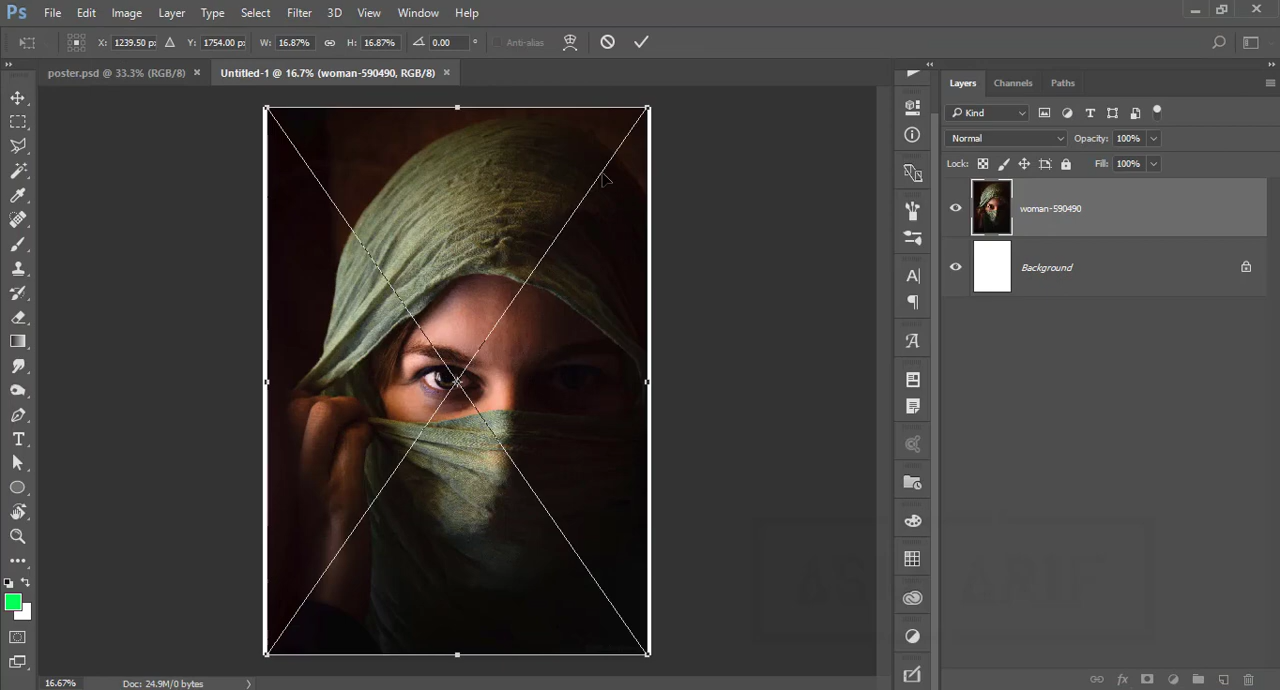 Ps File Edit Image Layer Type Select Filter 3D View Window Help
X: 1239.50 px Y: 1754.00 px W: 16.87% H: 16.87% 0.00 ° Anti-alias
poster.psd @ 33.3% (RGB/8) × Untitled-1 @ 16.7% (woman-590490, RGB/8) ×
Layers Channels Paths
Kind
Normal Opacity: 100%
Lock: Fill: 100%
woman-590490
Background
16.67% Doc: 24.9M/0 bytes